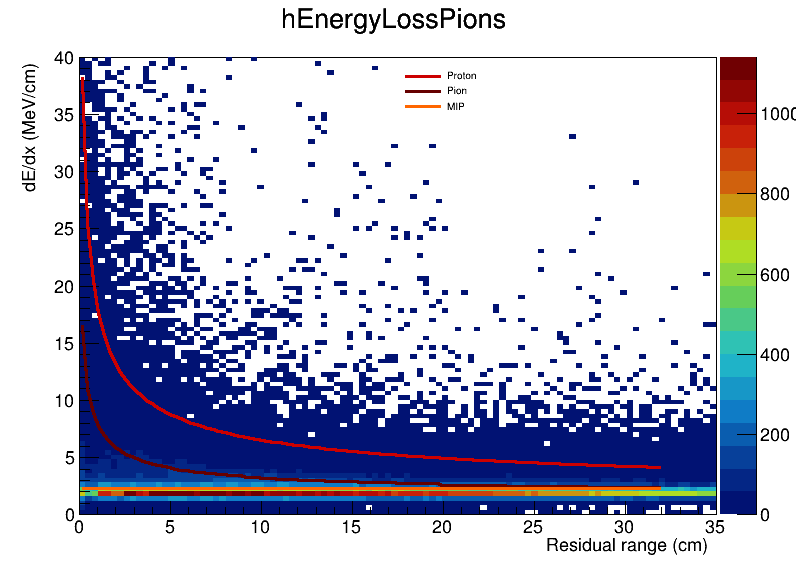 hEnergyLossPions
dE/dx (MeV/cm)
40
35
30
25
20
15
10
5
0
Proton
Pion
MIP
1000
800
600
400
200
0
0 5 10 15 20 25 30 35
Residual range (cm)